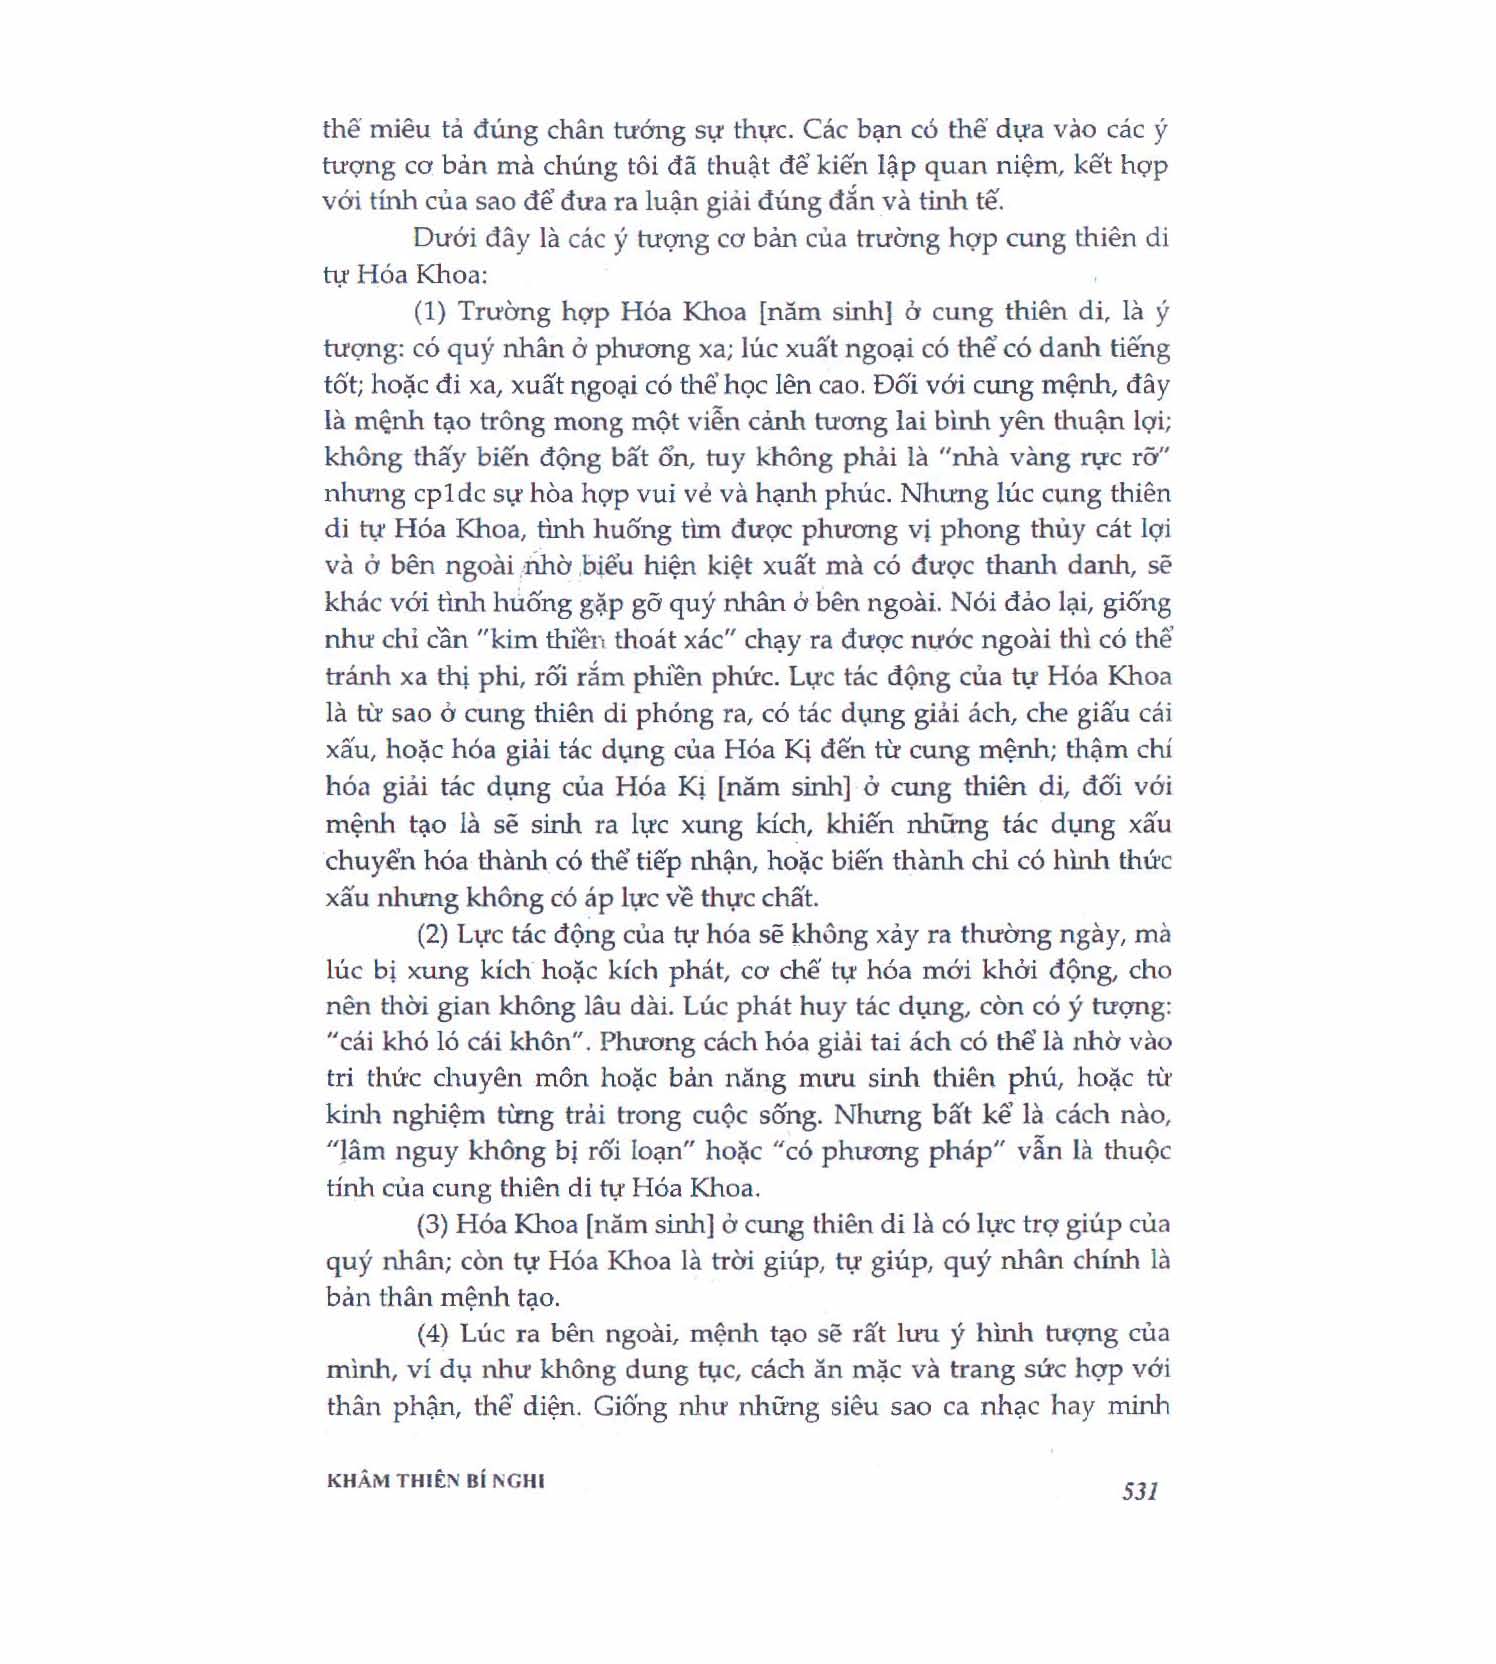 thể miêu tả đúng chân tướng sự thực. Các bạn có thể dựa vào các ý
tượng cơ bản mà chúng tôi đã thuật để kiến lập quan niệm, kết hợp
với tính của sao để đưa ra luận giải đúng đắn và tinh tế.
Dưới đây là các ý tượng cơ bản của trường hợp cung thiên di
tự Hóa Khoa:
(1) Trường hợp Hóa Khoa [năm sinh] ở cung thiên di, là ý
tượng: có quý nhân ở phương xa; lúc xuất ngoại có thể có danh tiếng
tốt; hoặc đi xa, xuất ngoại có thể học lên cao. Đối với cung mệnh, đây
là mệnh tạo trông mong một viễn cảnh tương lai bình yên thuận lợi;
không thấy biến động bất ổn, tuy không phải là "nhà vàng rực rỡ"
nhưng cp1dc sự hòa hợp vui vẻ và hạnh phúc. Nhưng lúc cung thiên
di tự Hóa Khoa, tình huống tìm được phương vị phong thủy cát lợi
và ở bên ngoài nhờ biểu hiện kiệt xuất mà có được thanh danh, sẽ
khác với tình huống gặp gỡ quý nhân ở bên ngoài. Nói đảo lại, giống
như chỉ cần "kim thiền thoát xác" chạy ra được nước ngoài thì có thể
tránh xa thị phi, rối rắm phiền phức. Lực tác động của tự Hóa Khoa
là từ sao ở cung thiên di phóng ra, có tác dụng giải ách, che giấu cái
xấu, hoặc hóa giải tác dụng của Hóa Kị đến từ cung mệnh; thậm chí
hóa giải tác dụng của Hóa Kị [năm sinh] ở cung thiên di, đối với
mệnh tạo là sẽ sinh ra lực xung kích, khiến những tác dụng xấu
chuyển hóa thành có thể tiếp nhận, hoặc biến thành chỉ có hình thức
xấu nhưng không có áp lực về thực chất.
(2) Lực tác động của tự hóa sẽ không xảy ra thường ngày, mà
lúc bị xung kích hoặc kích phát, cơ chế tự hóa mới khởi động, cho
nên thời gian không lâu dài. Lúc phát huy tác dụng, còn có ý tượng:
"cái khó ló cái khôn". Phương cách hóa giải tai ách có thể là nhờ vào
tri thức chuyên môn hoặc bản năng mưu sinh thiên phú, hoặc từ
kinh nghiệm từng trải trong cuộc sống. Nhưng bất kể là cách nào,
"lâm nguy không bị rối loạn" hoặc "có phương pháp" vẫn là thuộc
tính của cung thiên di tự Hóa Khoa.
(3) Hóa Khoa [năm sinh] ở cung thiên di là có lực trợ giúp của
quý nhân; còn tự Hóa Khoa là trời giúp, tự giúp, quý nhân chính là
bản thân mệnh tạo.
(4) Lúc ra bên ngoài, mệnh tạo sẽ rất lưu ý hình tượng của
mình, ví dụ như không dung tục, cách ăn mặc và trang sức hợp với
thân phận, thể diện. Giống như những siêu sao ca nhạc hay minh
KHÂM THIÊN BÍ NGHI
531